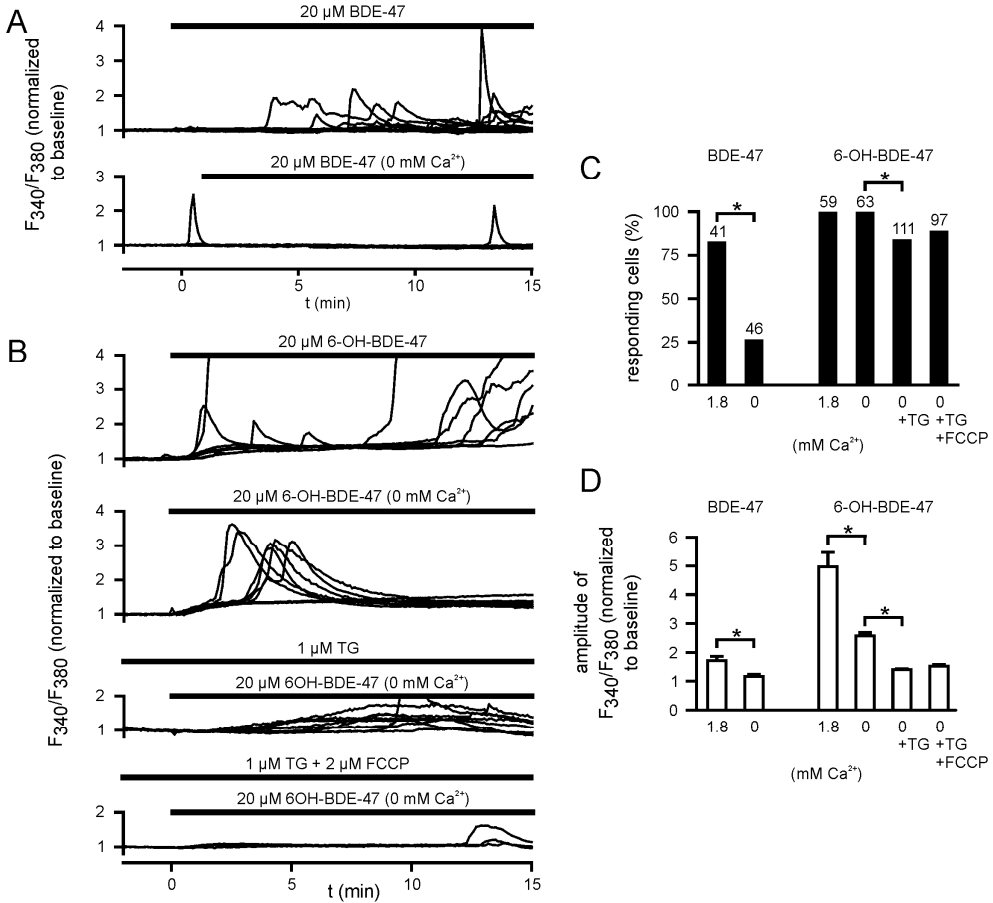 A
20 µM BDE-47
4
3
2
1
F340/F380 (normalized
to baseline)
20 µM BDE-47 (0 mM Ca²⁺)
3
2
1
0 5 10 15
t (min)
B
20 µM 6-OH-BDE-47
4
3
2
1
20 µM 6-OH-BDE-47 (0 mM Ca²⁺)
4
3
2
1
F340/F380 (normalized to baseline)
1 µM TG
20 µM 6OH-BDE-47 (0 mM Ca²⁺)
2
1
1 µM TG + 2 µM FCCP
20 µM 6OH-BDE-47 (0 mM Ca²⁺)
2
1
0 5 10 15
t (min)
C
BDE-47 6-OH-BDE-47
* *
41 46 59 63 111 97
100
75
50
25
0
responding cells (%)
1.8 0 1.8 0 0 0
+TG +TG
+FCCP
(mM Ca²⁺)
D
BDE-47 6-OH-BDE-47
* * *
6
5
4
3
2
1
0
amplitude of
F340/F380 (normalized
to baseline)
1.8 0 1.8 0 0 0
+TG +TG
+FCCP
(mM Ca²⁺)